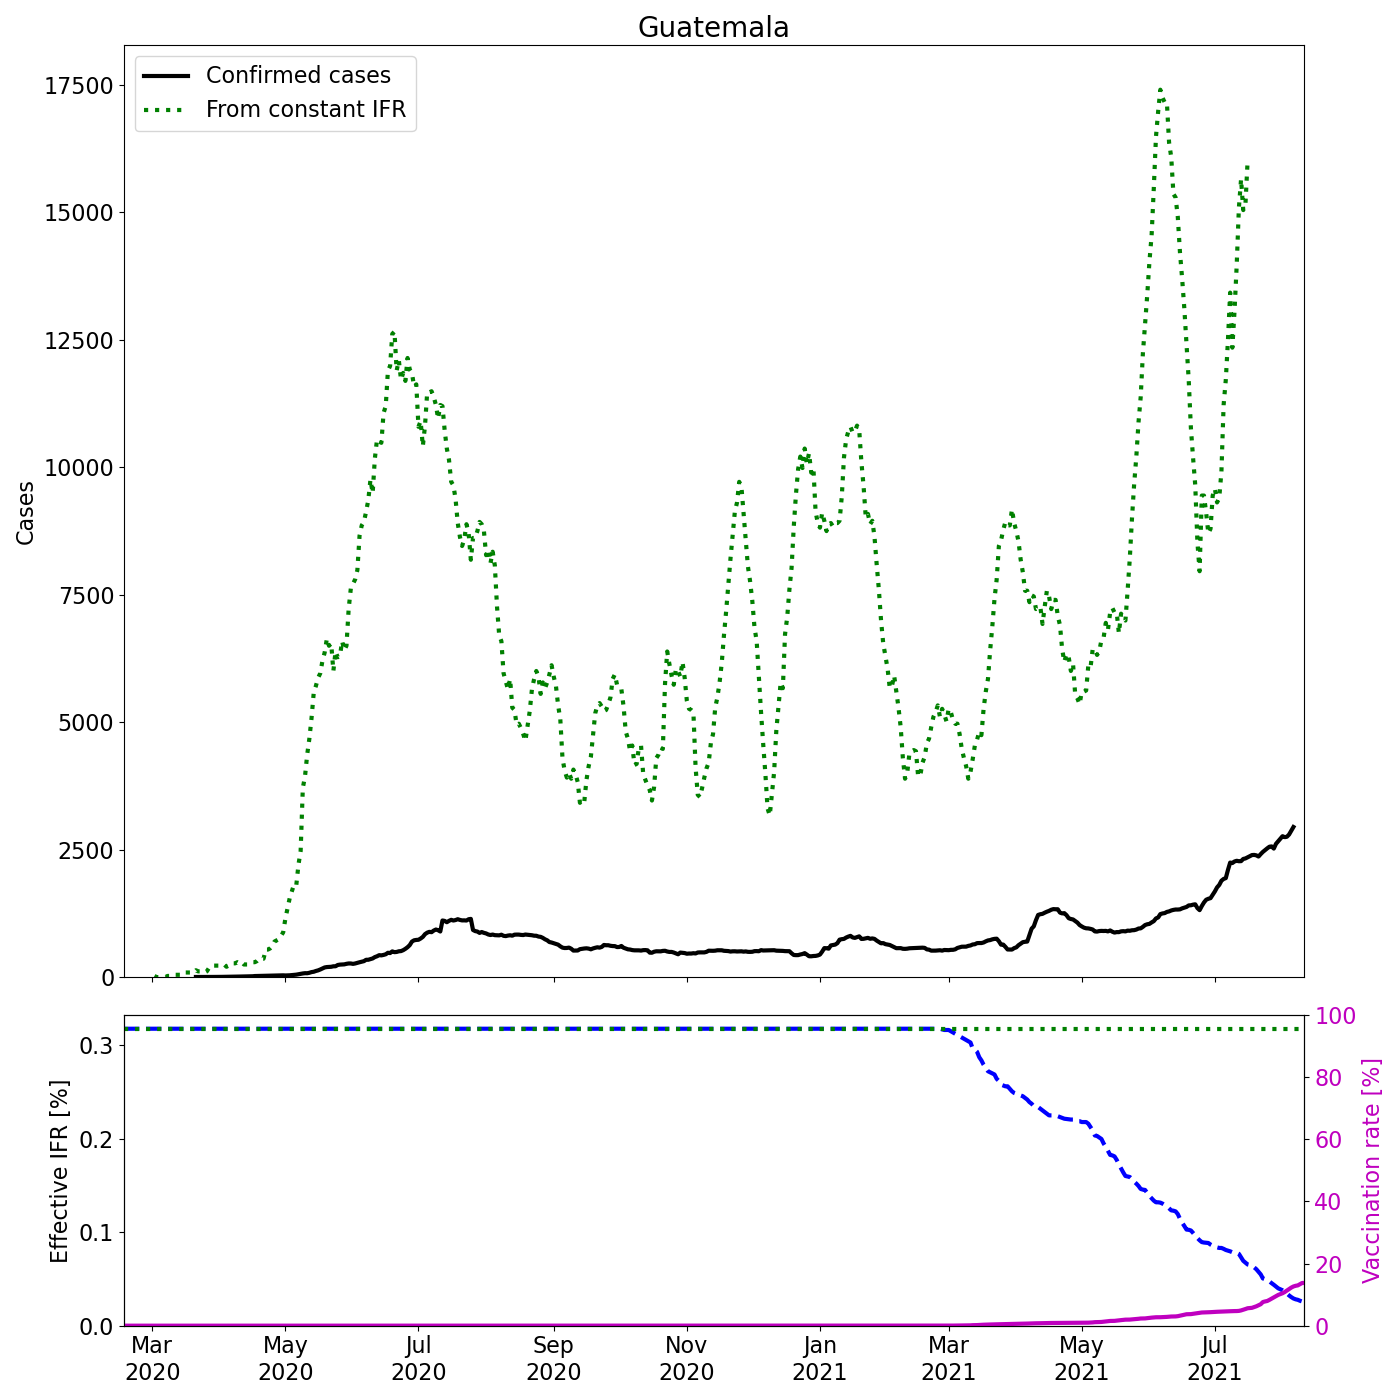 Guatemala
Confirmed cases
From constant IFR
17500
15000
12500
10000
7500
5000
2500
0
Cases
0.3
0.2
0.1
0.0
Effective IFR [%]
100
80
60
40
20
0
Vaccination rate [%]
Mar May Jul Sep Nov Jan Mar May Jul
2020 2020 2020 2020 2020 2021 2021 2021 2021